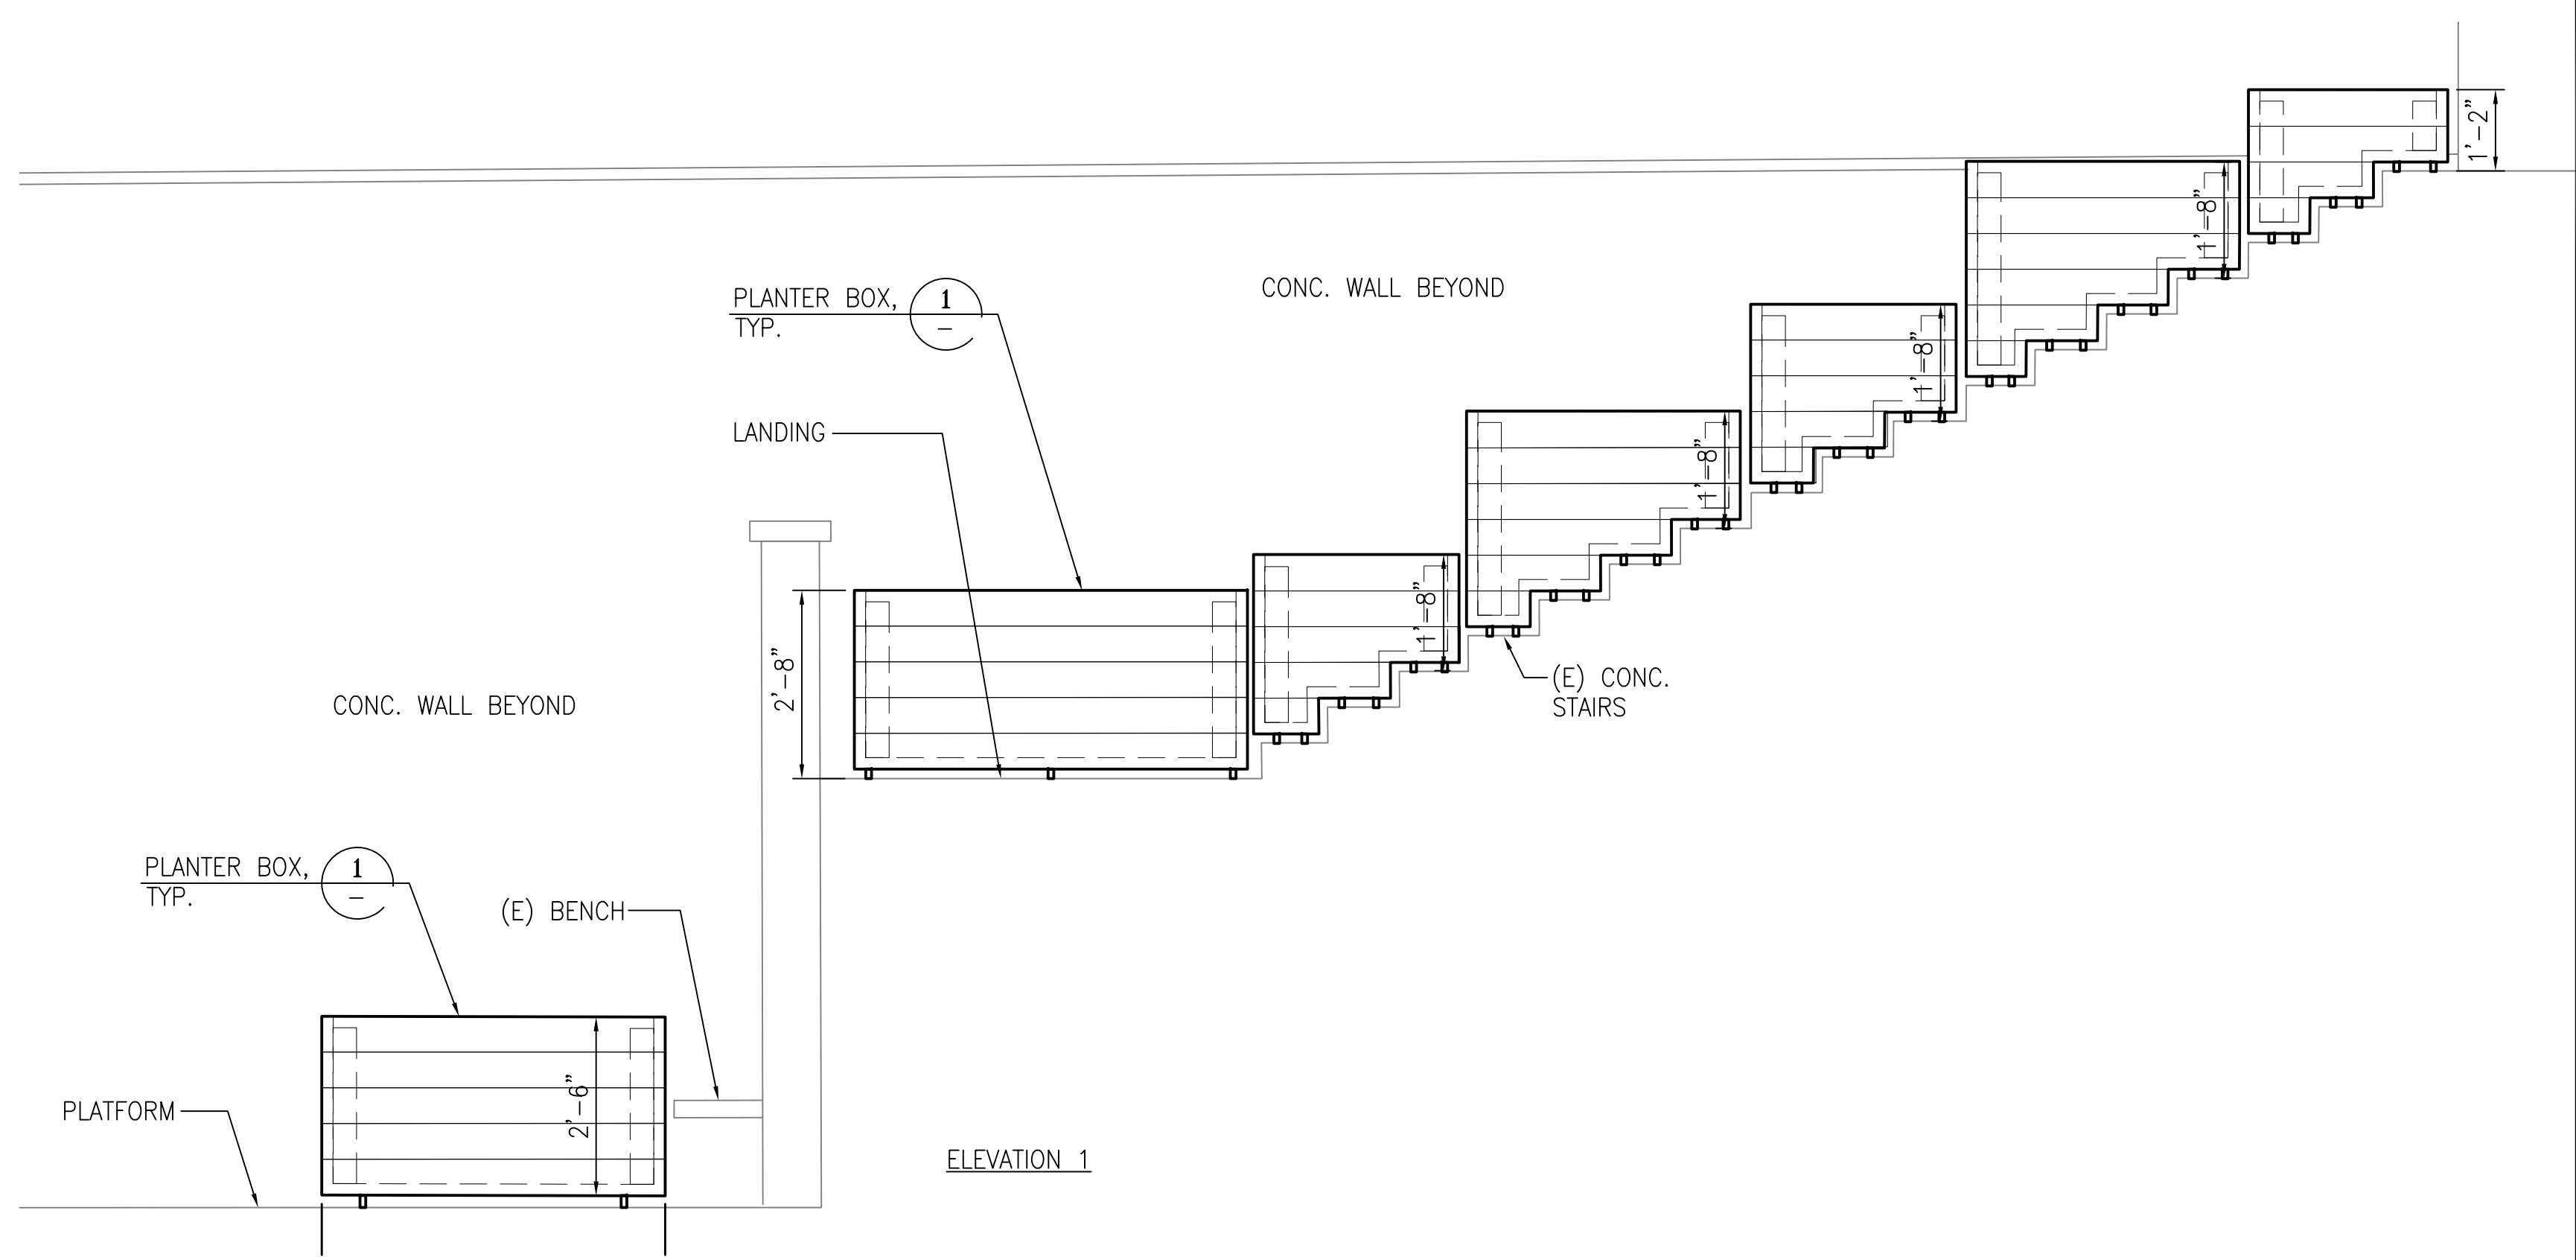 1'-2"
1'-8"
CONC. WALL BEYOND
PLANTER BOX,
TYP.
1
–
1'-8"
LANDING
1'-8"
1'-8"
2'-8"
(E) CONC.
STAIRS
CONC. WALL BEYOND
PLANTER BOX,
TYP.
1
–
(E) BENCH
2'-6"
PLATFORM
ELEVATION 1